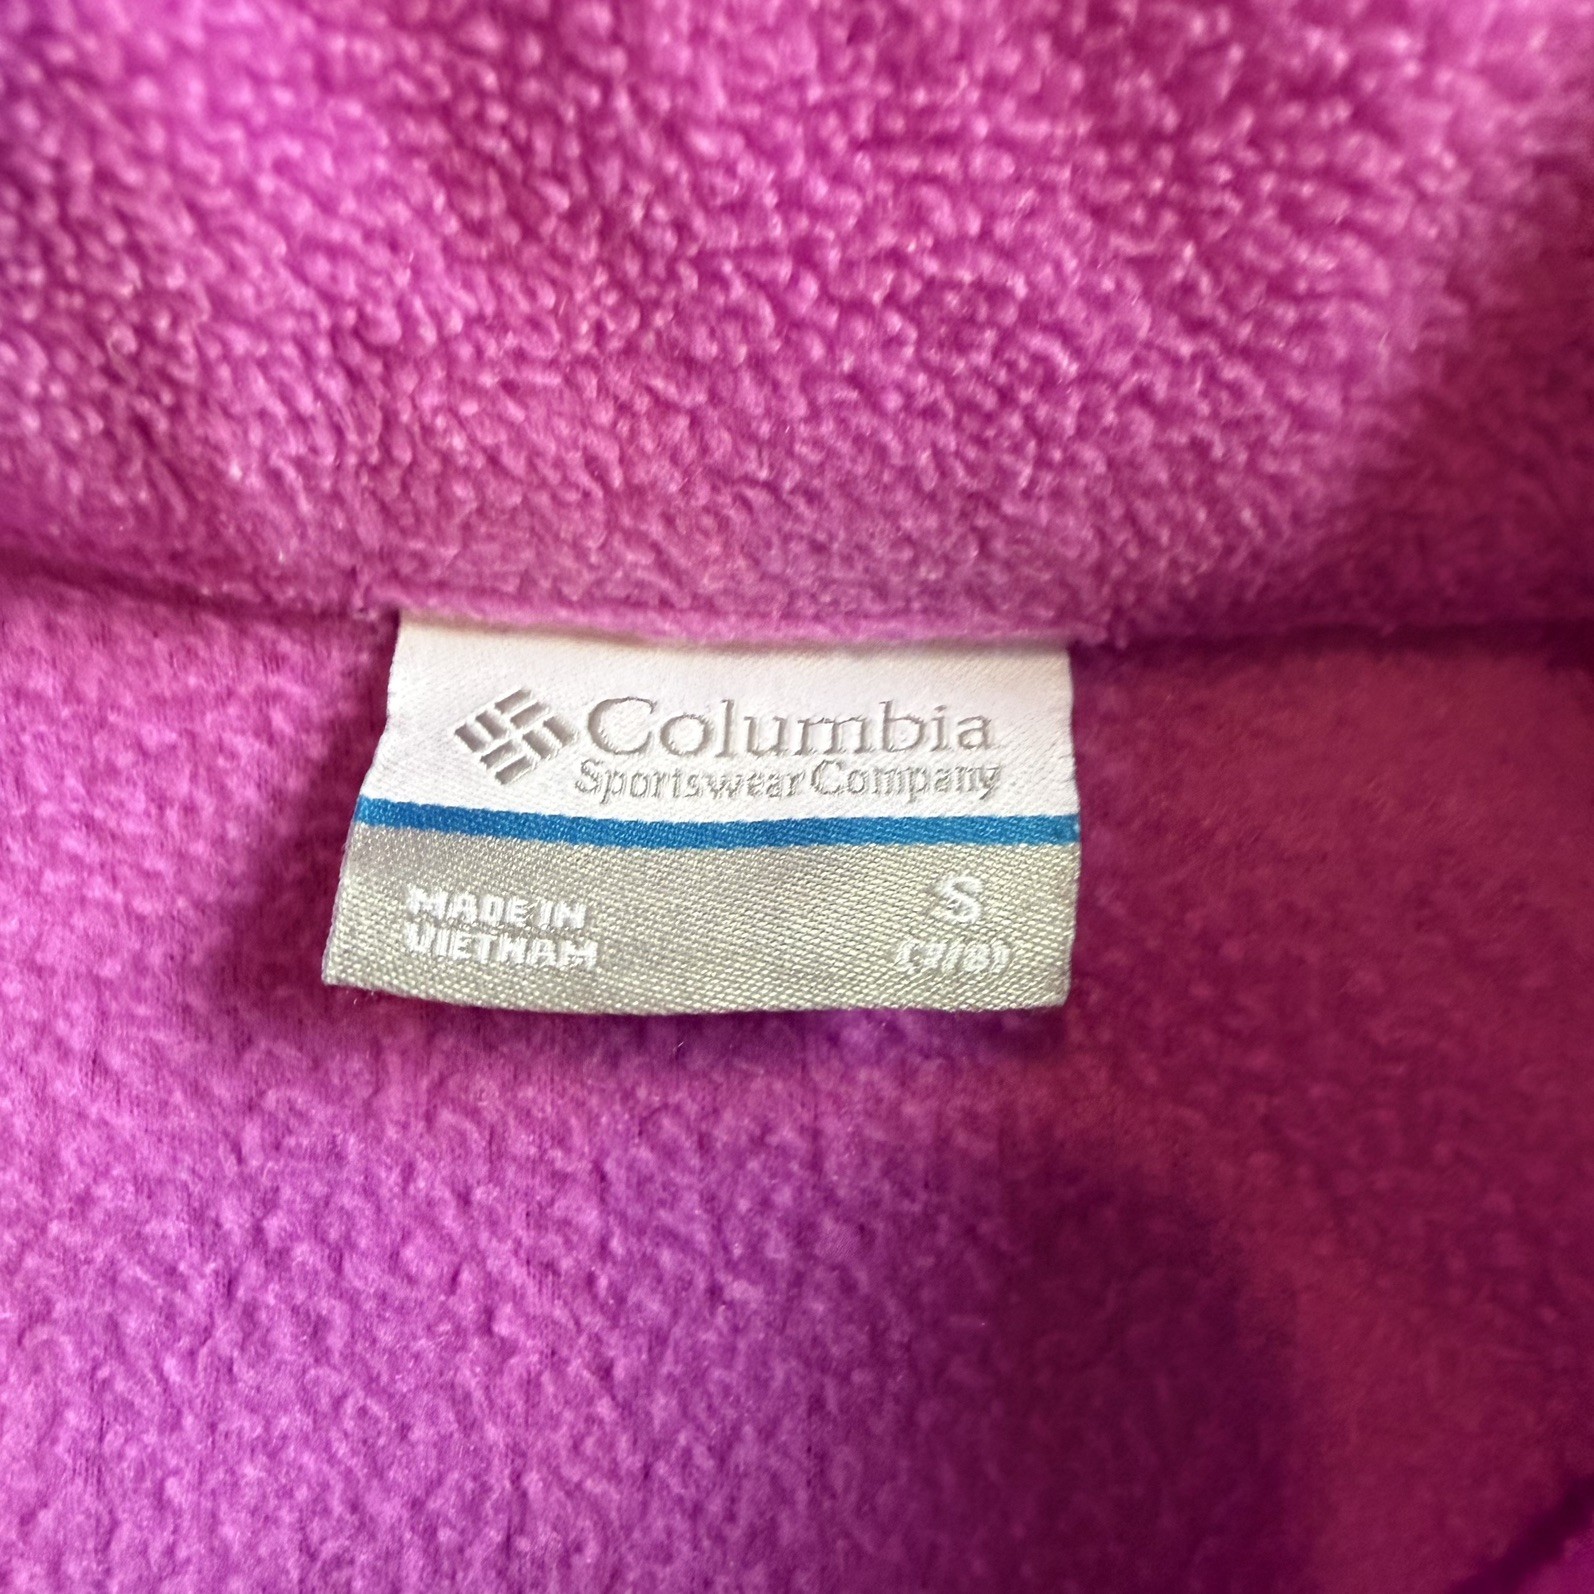 Columbia
Sportswear Company
MADE IN
VIETNAM
S
(7/8)